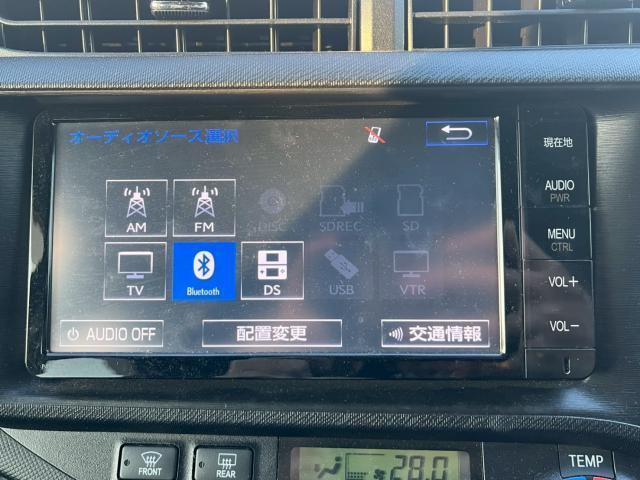 オーディオソース選択
現在地
AM
FM
DISC
SDREC
SD
AUDIO
PWR
MENU
CTRL
TV
Bluetooth
DS
USB
VTR
VOL+
AUDIO OFF
配置変更
交通情報
VOL-
FRONT
REAR
28.0
TEMP